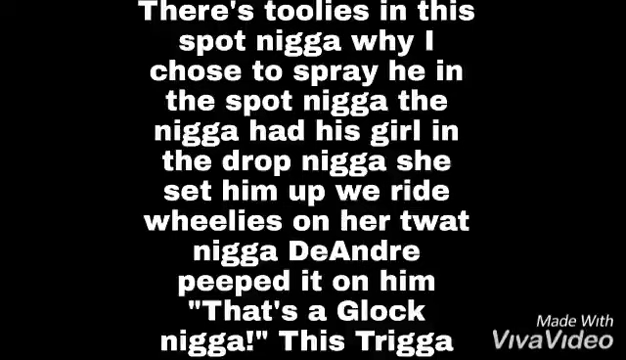 There's toolies in this
spot nigga why I
chose to spray he in
the spot nigga the
nigga had his girl in
the drop nigga she
set him up we ride
wheelies on her twat
nigga DeAndre
peeped it on him
"That's a Glock
nigga!" This Trigga
Made With
VivaVideo